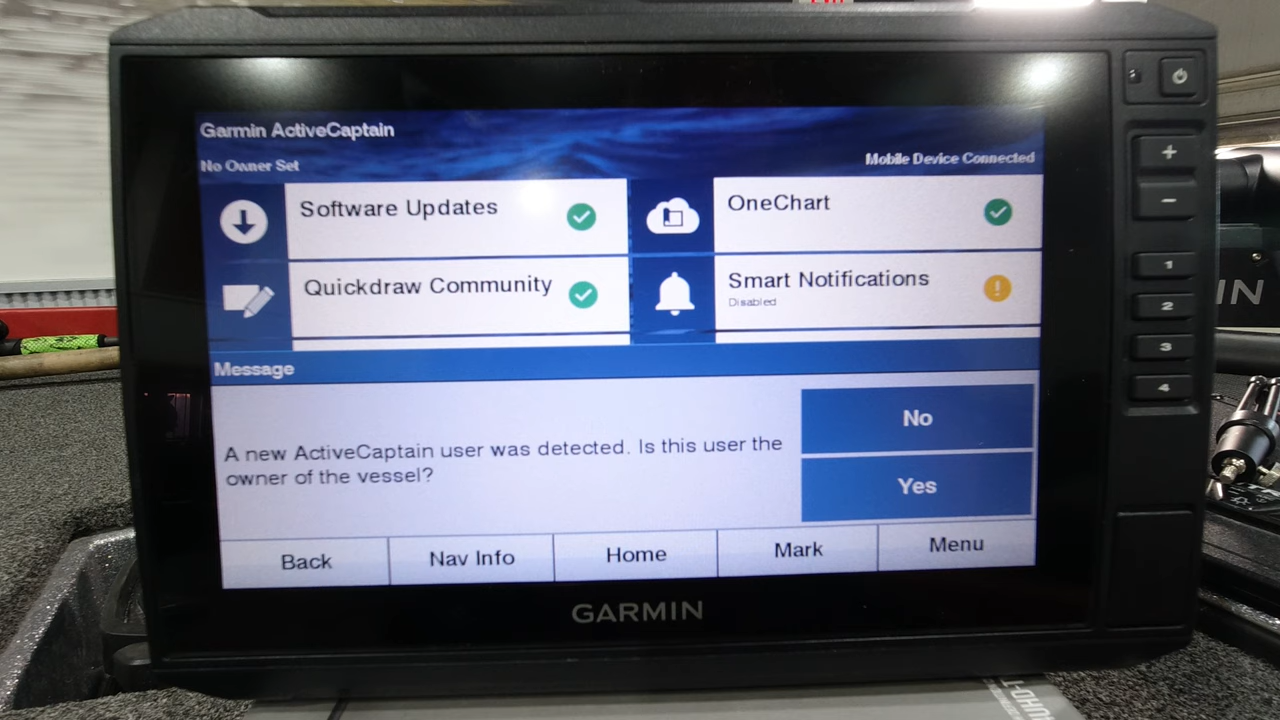 Garmin ActiveCaptain
No Owner Set
Mobile Device Connected
Software Updates
OneChart
Quickdraw Community
Smart Notifications
Disabled
Message
A new ActiveCaptain user was detected. Is this user the
owner of the vessel?
No
Yes
Back
Nav Info
Home
Mark
Menu
GARMIN
+
-
1
2
3
4
IN